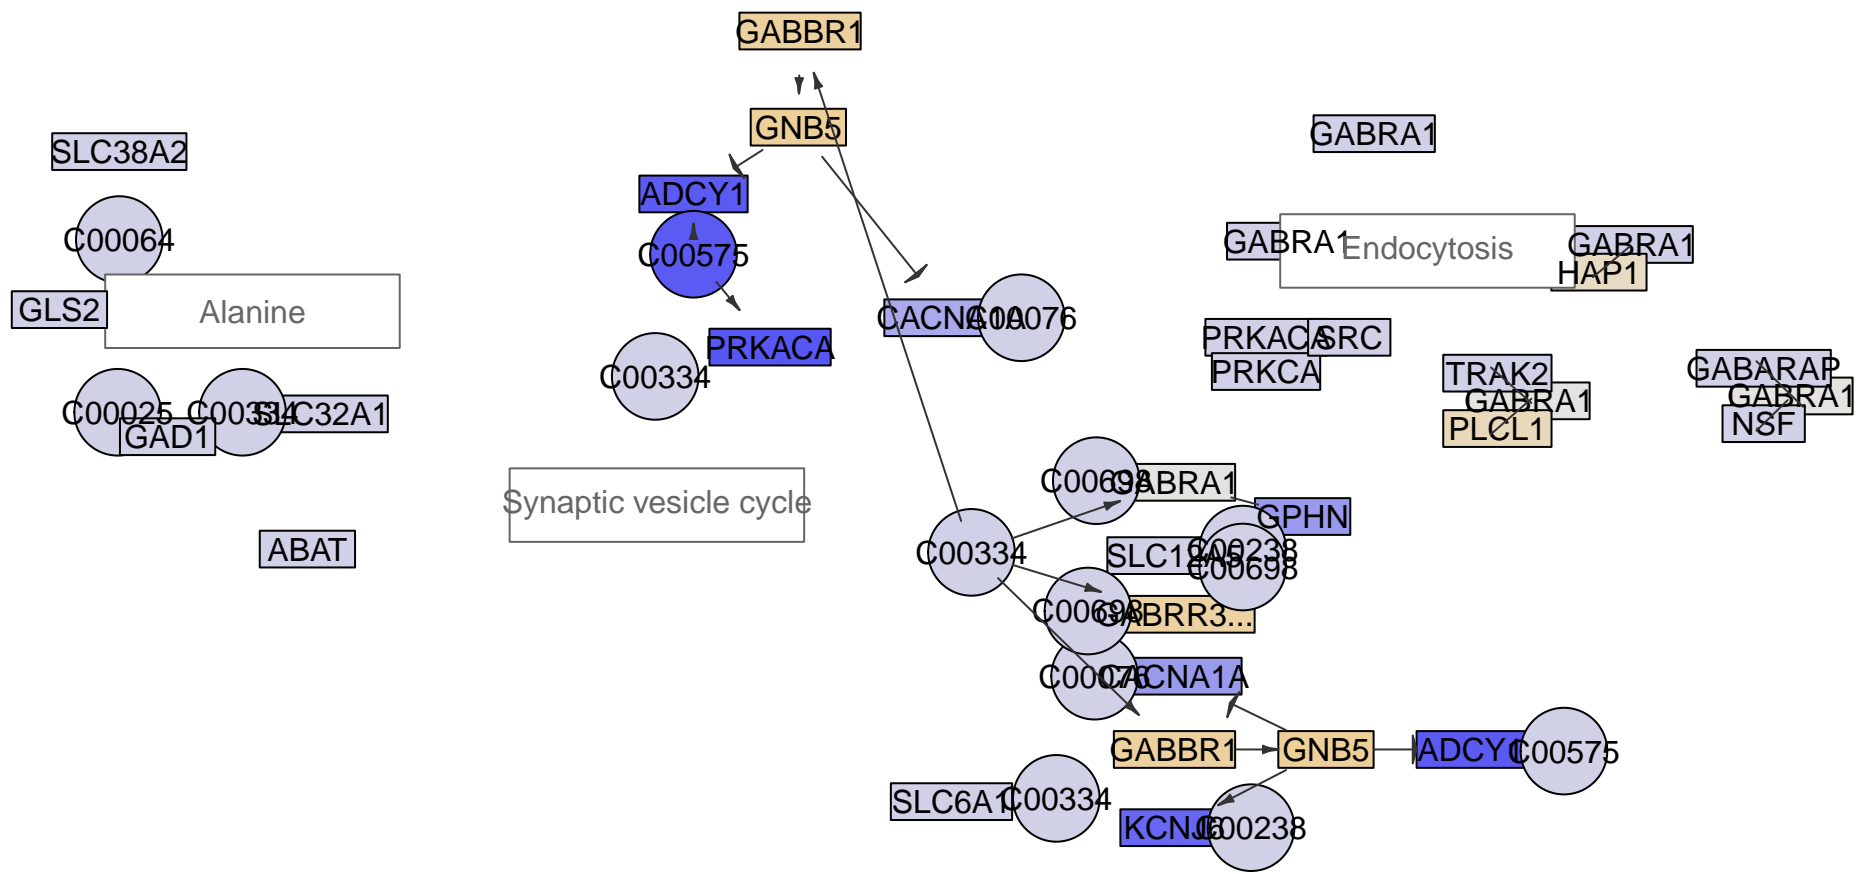 GABBR1
GNB5
GABRA1
SLC38A2
ADCY1
C00064
C00575
GABRA1
Endocytosis
GABRA1
HAP1
GLS2
Alanine
CACNA1A
C00076
PRKACA
PRKACA
SRC
PRKCA
C00334
TRAK2
GABRA1
PLCL1
GABARAP
GABRA1
NSF
C00025
C00334
SLC32A1
GAD1
Synaptic vesicle cycle
C00698
GABRA1
GPHN
ABAT
C00334
SLC12A5
C00238
C00698
C00698
GABRR3...
C00076
CACNA1A
GABBR1
GNB5
ADCY1
C00575
SLC6A1
C00334
KCNJ6
C00238